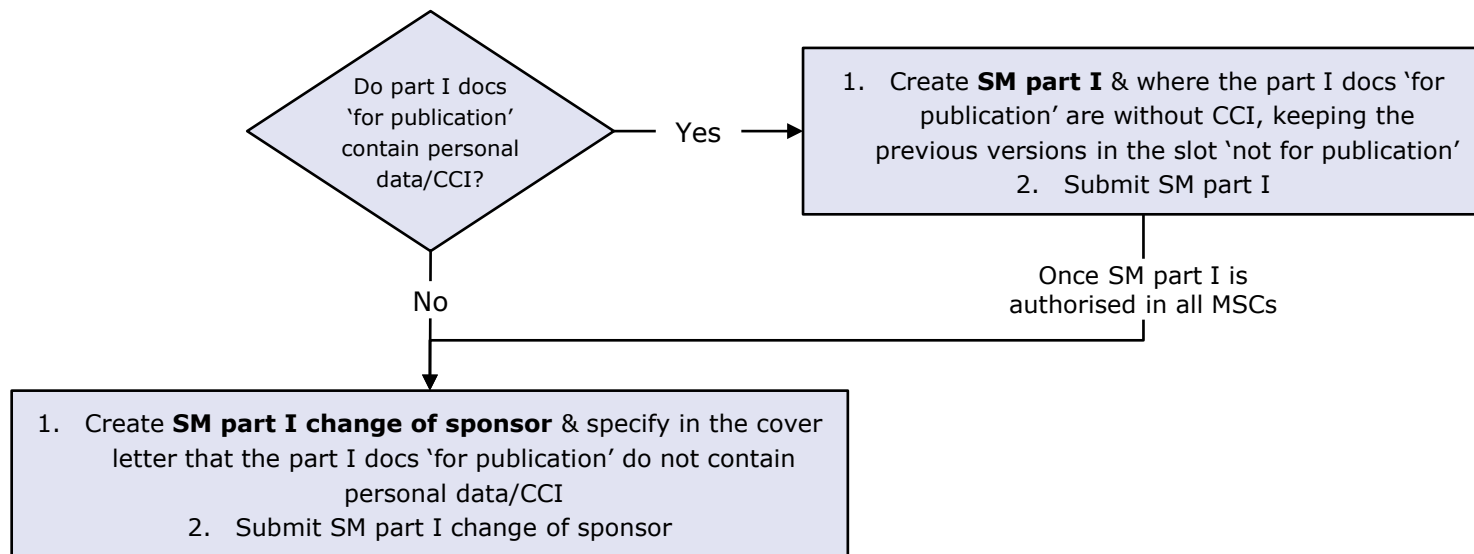 Do part I docs
‘for publication’
contain personal
data/CCI?
Yes
1. Create SM part I & where the part I docs ‘for
publication’ are without CCI, keeping the
previous versions in the slot ‘not for publication’
2. Submit SM part I
Once SM part I is
authorised in all MSCs
No
1. Create SM part I change of sponsor & specify in the cover
letter that the part I docs ‘for publication’ do not contain
personal data/CCI
2. Submit SM part I change of sponsor